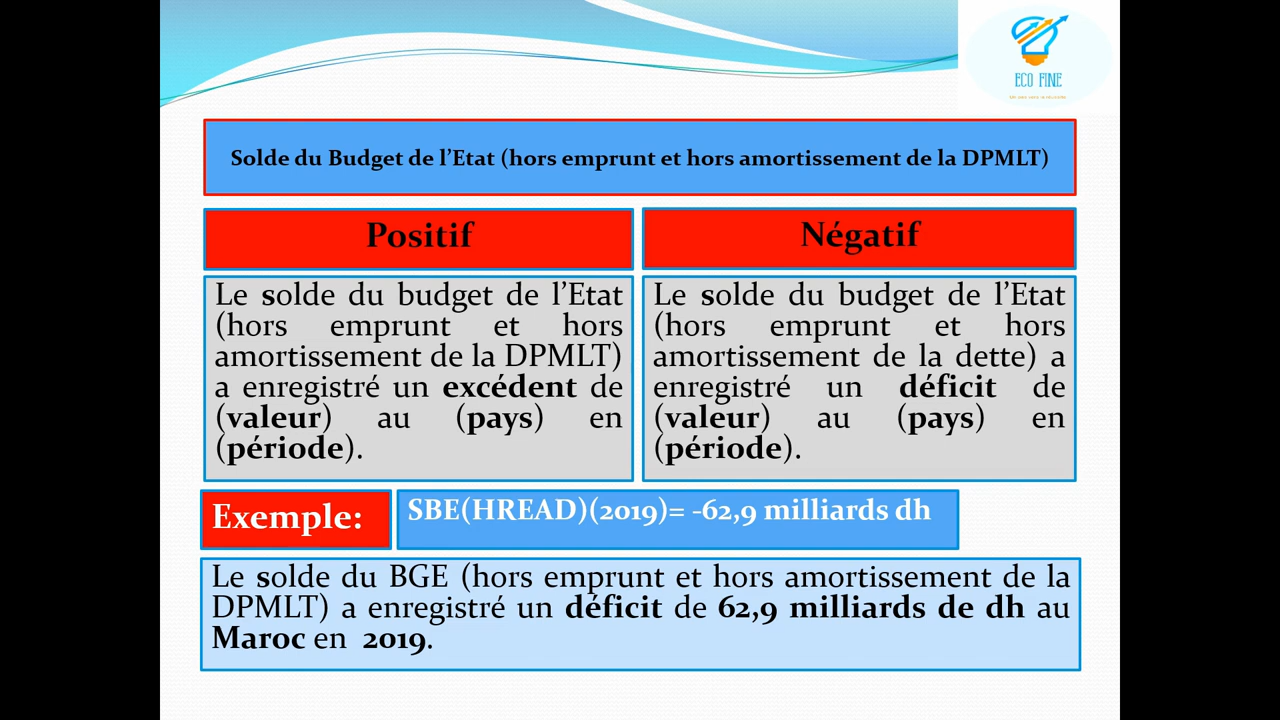 ECO FINE
Solde du Budget de l’Etat (hors emprunt et hors amortissement de la DPMLT)
Positif
Négatif
Le solde du budget de l’Etat
(hors emprunt et hors
amortissement de la DPMLT)
a enregistré un excédent de
(valeur) au (pays) en
(période).
Le solde du budget de l’Etat
(hors emprunt et hors
amortissement de la dette) a
enregistré un déficit de
(valeur) au (pays) en
(période).
Exemple:
SBE(HREAD)(2019)= -62,9 milliards dh
Le solde du BGE (hors emprunt et hors amortissement de la
DPMLT) a enregistré un déficit de 62,9 milliards de dh au
Maroc en 2019.